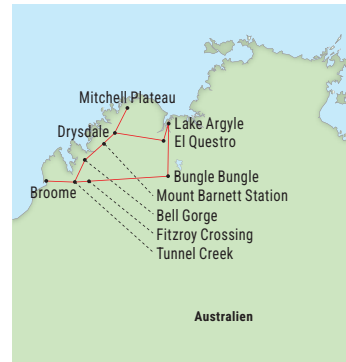 Mitchell Plateau
Lake Argyle
Drysdale
El Questro
Bungle Bungle
Broome
Mount Barnett Station
Bell Gorge
Fitzroy Crossing
Tunnel Creek
Australien